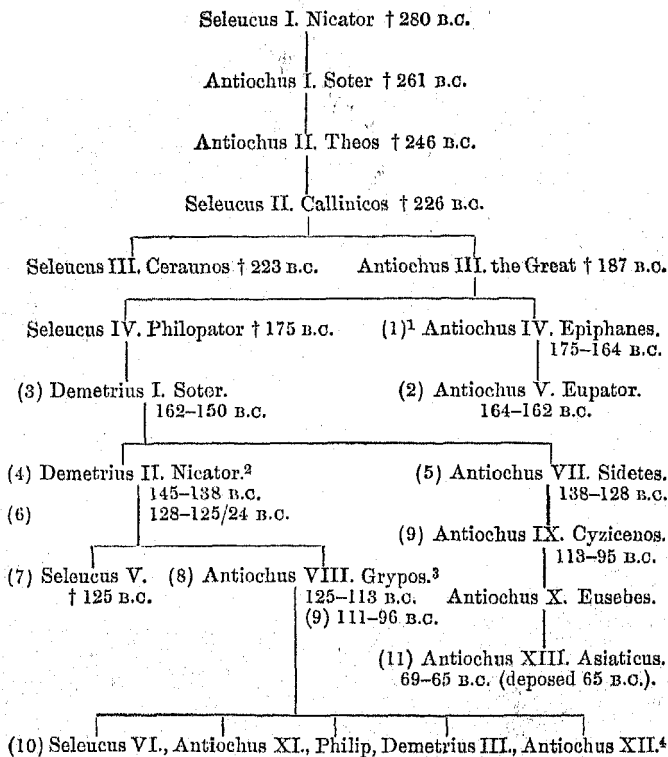 Seleucus I. Nicator † 280 B.C.
Antiochus I. Soter † 261 B.C.
Antiochus II. Theos † 246 B.C.
Seleucus II. Callinicos † 226 B.C.
Seleucus III. Ceraunos † 223 B.C. Antiochus III. the Great † 187 B.C.
Seleucus IV. Philopator † 175 B.C. (1)¹ Antiochus IV. Epiphanes.
175–164 B.C.
(3) Demetrius I. Soter. (2) Antiochus V. Eupator.
162–150 B.C. 164–162 B.C.
(4) Demetrius II. Nicator.² (5) Antiochus VII. Sidetes.
145–138 B.C. 138–128 B.C.
(6) 128–125/24 B.C.
(9) Antiochus IX. Cyzicenos.
113–95 B.C.
(7) Seleucus V. (8) Antiochus VIII. Grypos.³
† 125 B.C. 125–113 B.C. Antiochus X. Eusebes.
(9) 111–96 B.C.
(11) Antiochus XIII. Asiaticus.
69–65 B.C. (deposed 65 B.C.).
(10) Seleucus VI., Antiochus XI., Philip, Demetrius III., Antiochus XII.⁴